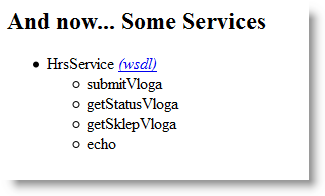 And now... Some Services
HrsService (wsdl)
submitVloga
getStatusVloga
getSklepVloga
echo